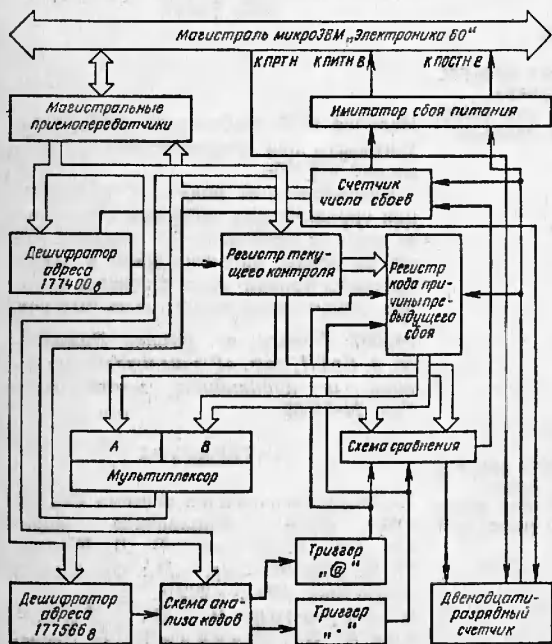 Магистраль микроЭВМ „Электроника 60“
К ПРТ Н
К ПИТН В
К ПОСТН В
Магистральные
приемопередатчики
Имитатор сбоя питания
Счетчик
числа сбоев
Дешифратор
адреса
177400₈
Регистр теку-
щего контроля
Регистр
кода при-
чины пре-
дыдущего
сбоя
А В
Мультиплексор
Схема сравнения
Дешифратор
адреса
177566₈
Схема ана-
лиза кодов
Триггер
„@“
Триггер
„·“
Двенадцати-
разрядный
счетчик